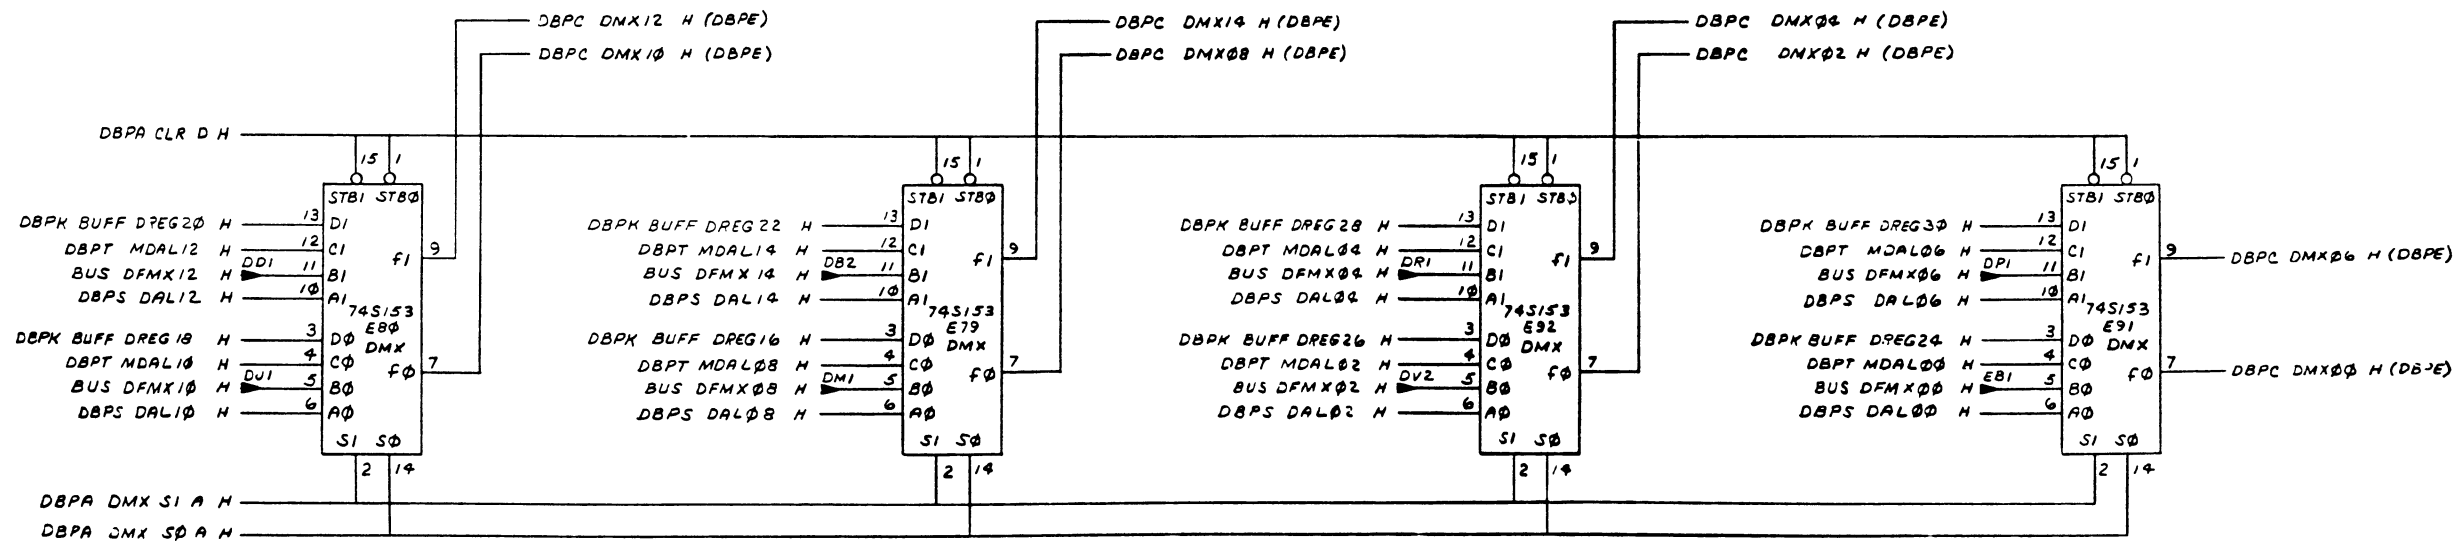 DBPC DMX12 H (DBPE)
DBPC DMX1Ø H (DBPE)
DBPC DMX14 H (DBPE)
DBPC DMXØ8 H (DBPE)
DBPC DMXØ4 H (DBPE)
DBPC DMXØ2 H (DBPE)
DBPA CLR D H
15 1
STB1 STBØ
DBPK BUFF DREG2Ø H 13 D1
DBPT MDAL12 H 12 C1
BUS DFMX12 H DD1 11 B1
DBPS DAL12 H 1Ø A1
f1 9
74S153
E8Ø
DMX
DBPK BUFF DREG18 H 3 DØ
DBPT MDAL1Ø H 4 CØ
BUS DFMX1Ø H DJ1 5 BØ
DBPS DAL1Ø H 6 AØ
fØ 7
S1 SØ
2 14
15 1
STB1 STBØ
DBPK BUFF DREG22 H 13 D1
DBPT MDAL14 H 12 C1
BUS DFMX14 H DB2 11 B1
DBPS DAL14 H 1Ø A1
f1 9
74S153
E79
DMX
DBPK BUFF DREG16 H 3 DØ
DBPT MDALØ8 H 4 CØ
BUS DFMXØ8 H DM1 5 BØ
DBPS DALØ8 H 6 AØ
fØ 7
S1 SØ
2 14
15 1
STB1 STBØ
DBPK BUFF DREG28 H 13 D1
DBPT MDALØ4 H 12 C1
BUS DFMXØ4 H DR1 11 B1
DBPS DALØ4 H 1Ø A1
f1 9
74S153
E92
DMX
DBPK BUFF DREG26 H 3 DØ
DBPT MDALØ2 H 4 CØ
BUS DFMXØ2 H DV2 5 BØ
DBPS DALØ2 H 6 AØ
fØ 7
S1 SØ
2 14
15 1
STB1 STBØ
DBPK BUFF DREG3Ø H 13 D1
DBPT MDALØ6 H 12 C1
BUS DFMXØ6 H DP1 11 B1
DBPS DALØ6 H 1Ø A1
f1 9 DBPC DMXØ6 H (DBPE)
74S153
E91
DMX
DBPK BUFF DREG24 H 3 DØ
DBPT MDALØØ H 4 CØ
BUS DFMXØØ H EB1 5 BØ
DBPS DALØØ H 6 AØ
fØ 7 DBPC DMXØØ H (DBPE)
S1 SØ
2 14
DBPA DMX S1 A H
DBPA DMX SØ A H